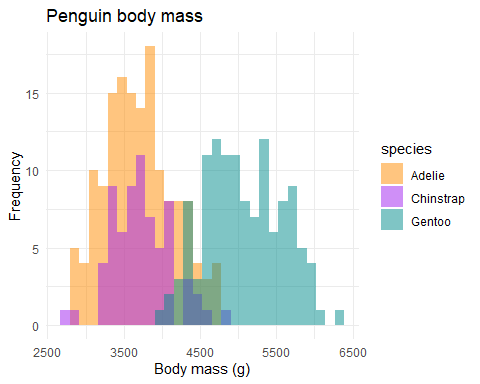 Penguin body mass
Frequency
15
10
5
0
2500 3500 4500 5500 6500
Body mass (g)
species
Adelie
Chinstrap
Gentoo